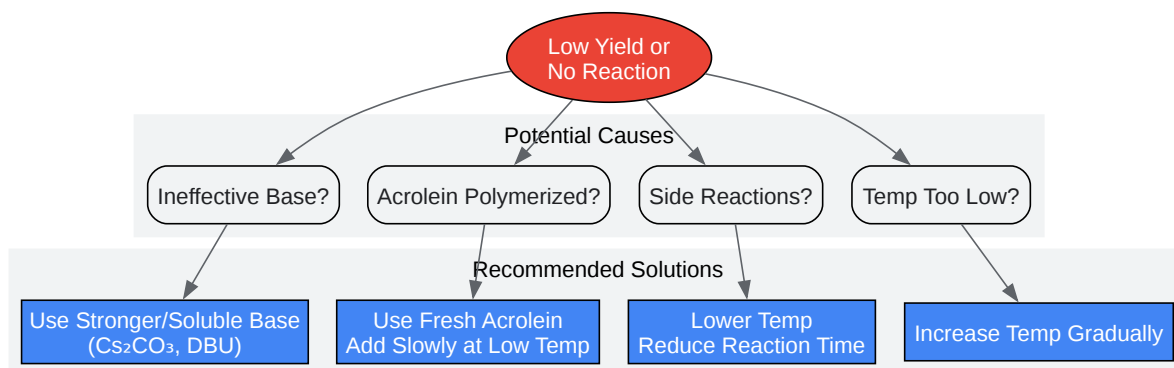 Low Yield or
No Reaction
Potential Causes
Ineffective Base?
Acrolein Polymerized?
Side Reactions?
Temp Too Low?
Recommended Solutions
Use Stronger/Soluble Base
(Cs₂CO₃, DBU)
Use Fresh Acrolein
Add Slowly at Low Temp
Lower Temp
Reduce Reaction Time
Increase Temp Gradually